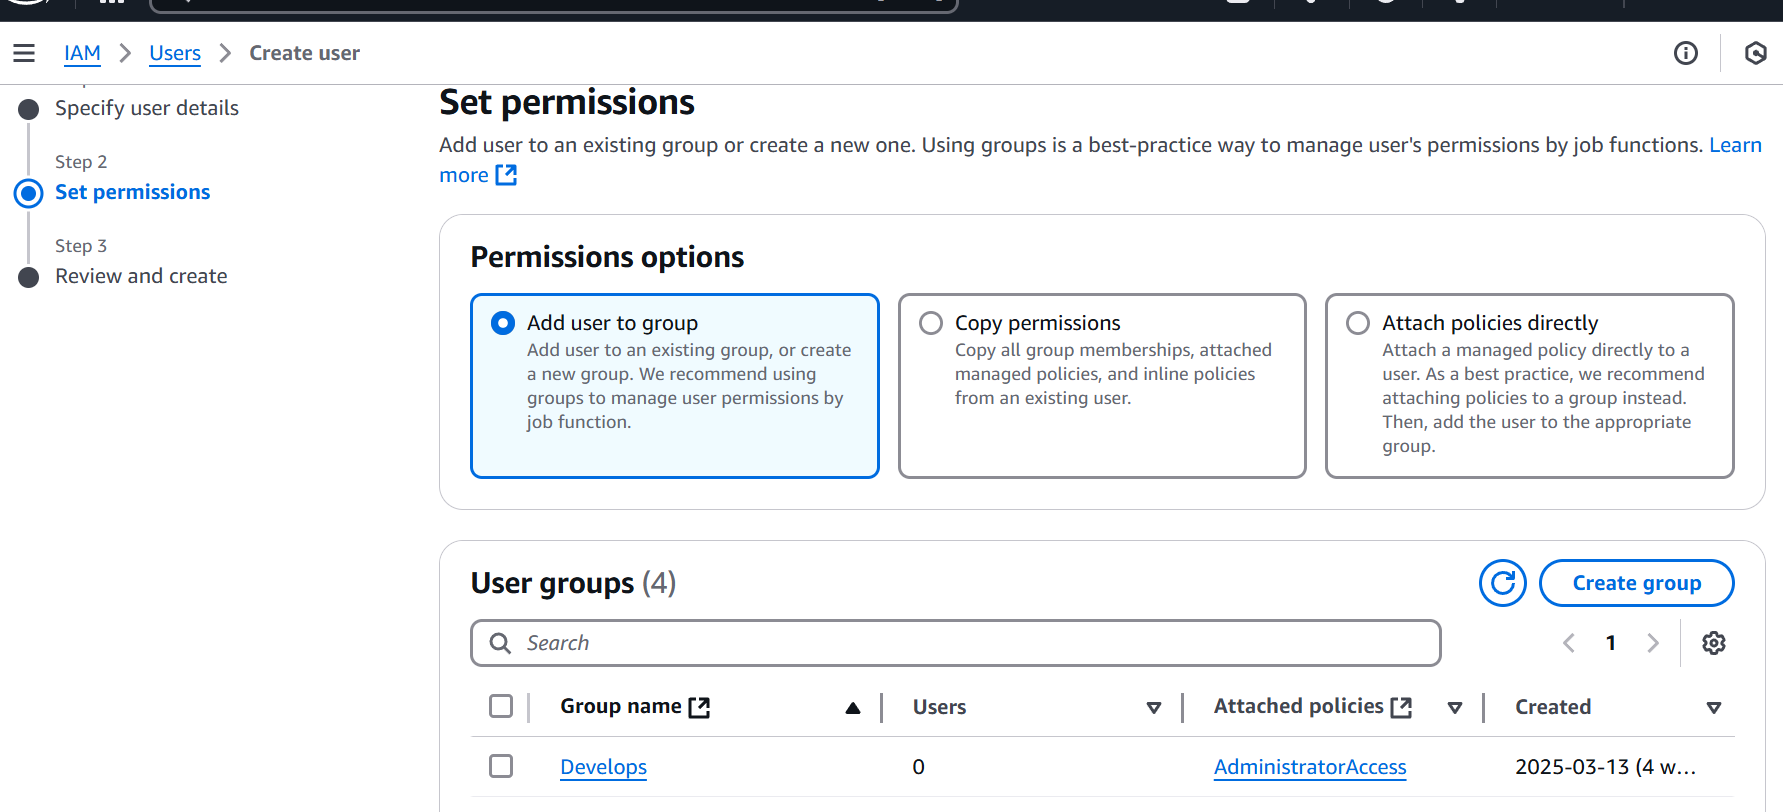 IAM > Users > Create user
Specify user details
Step 2
Set permissions
Step 3
Review and create
Set permissions
Add user to an existing group or create a new one. Using groups is a best-practice way to manage user's permissions by job functions. Learn
more
Permissions options
Add user to group
Add user to an existing group, or create
a new group. We recommend using
groups to manage user permissions by
job function.
Copy permissions
Copy all group memberships, attached
managed policies, and inline policies
from an existing user.
Attach policies directly
Attach a managed policy directly to a
user. As a best practice, we recommend
attaching policies to a group instead.
Then, add the user to the appropriate
group.
User groups (4)
Create group
Search
1
Group name Users Attached policies Created
Develops 0 AdministratorAccess 2025-03-13 (4 w...